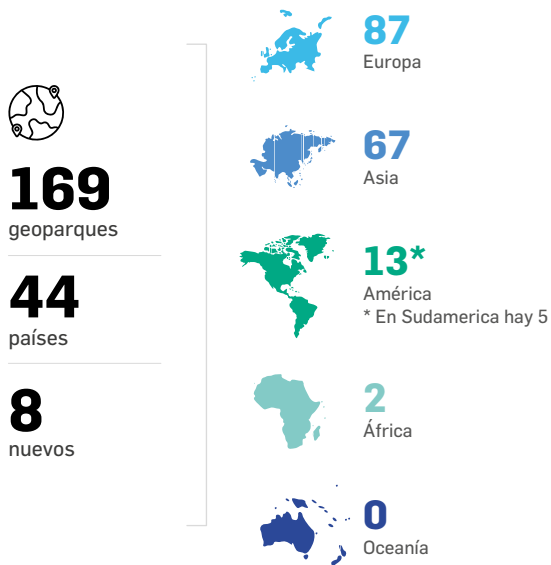 169
geoparques
44
países
8
nuevos
87
Europa
67
Asia
13*
América
* En Sudamerica hay 5
2
África
0
Oceanía